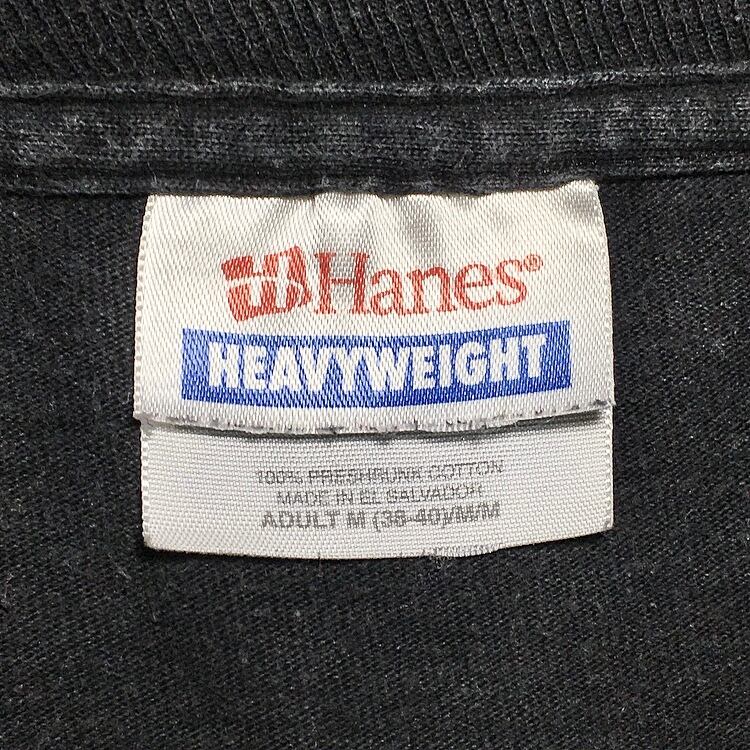 Hanes®
HEAVYWEIGHT
100% PRESHRUNK COTTON
MADE IN EL SALVADOR
ADULT M (38-40)/M/M